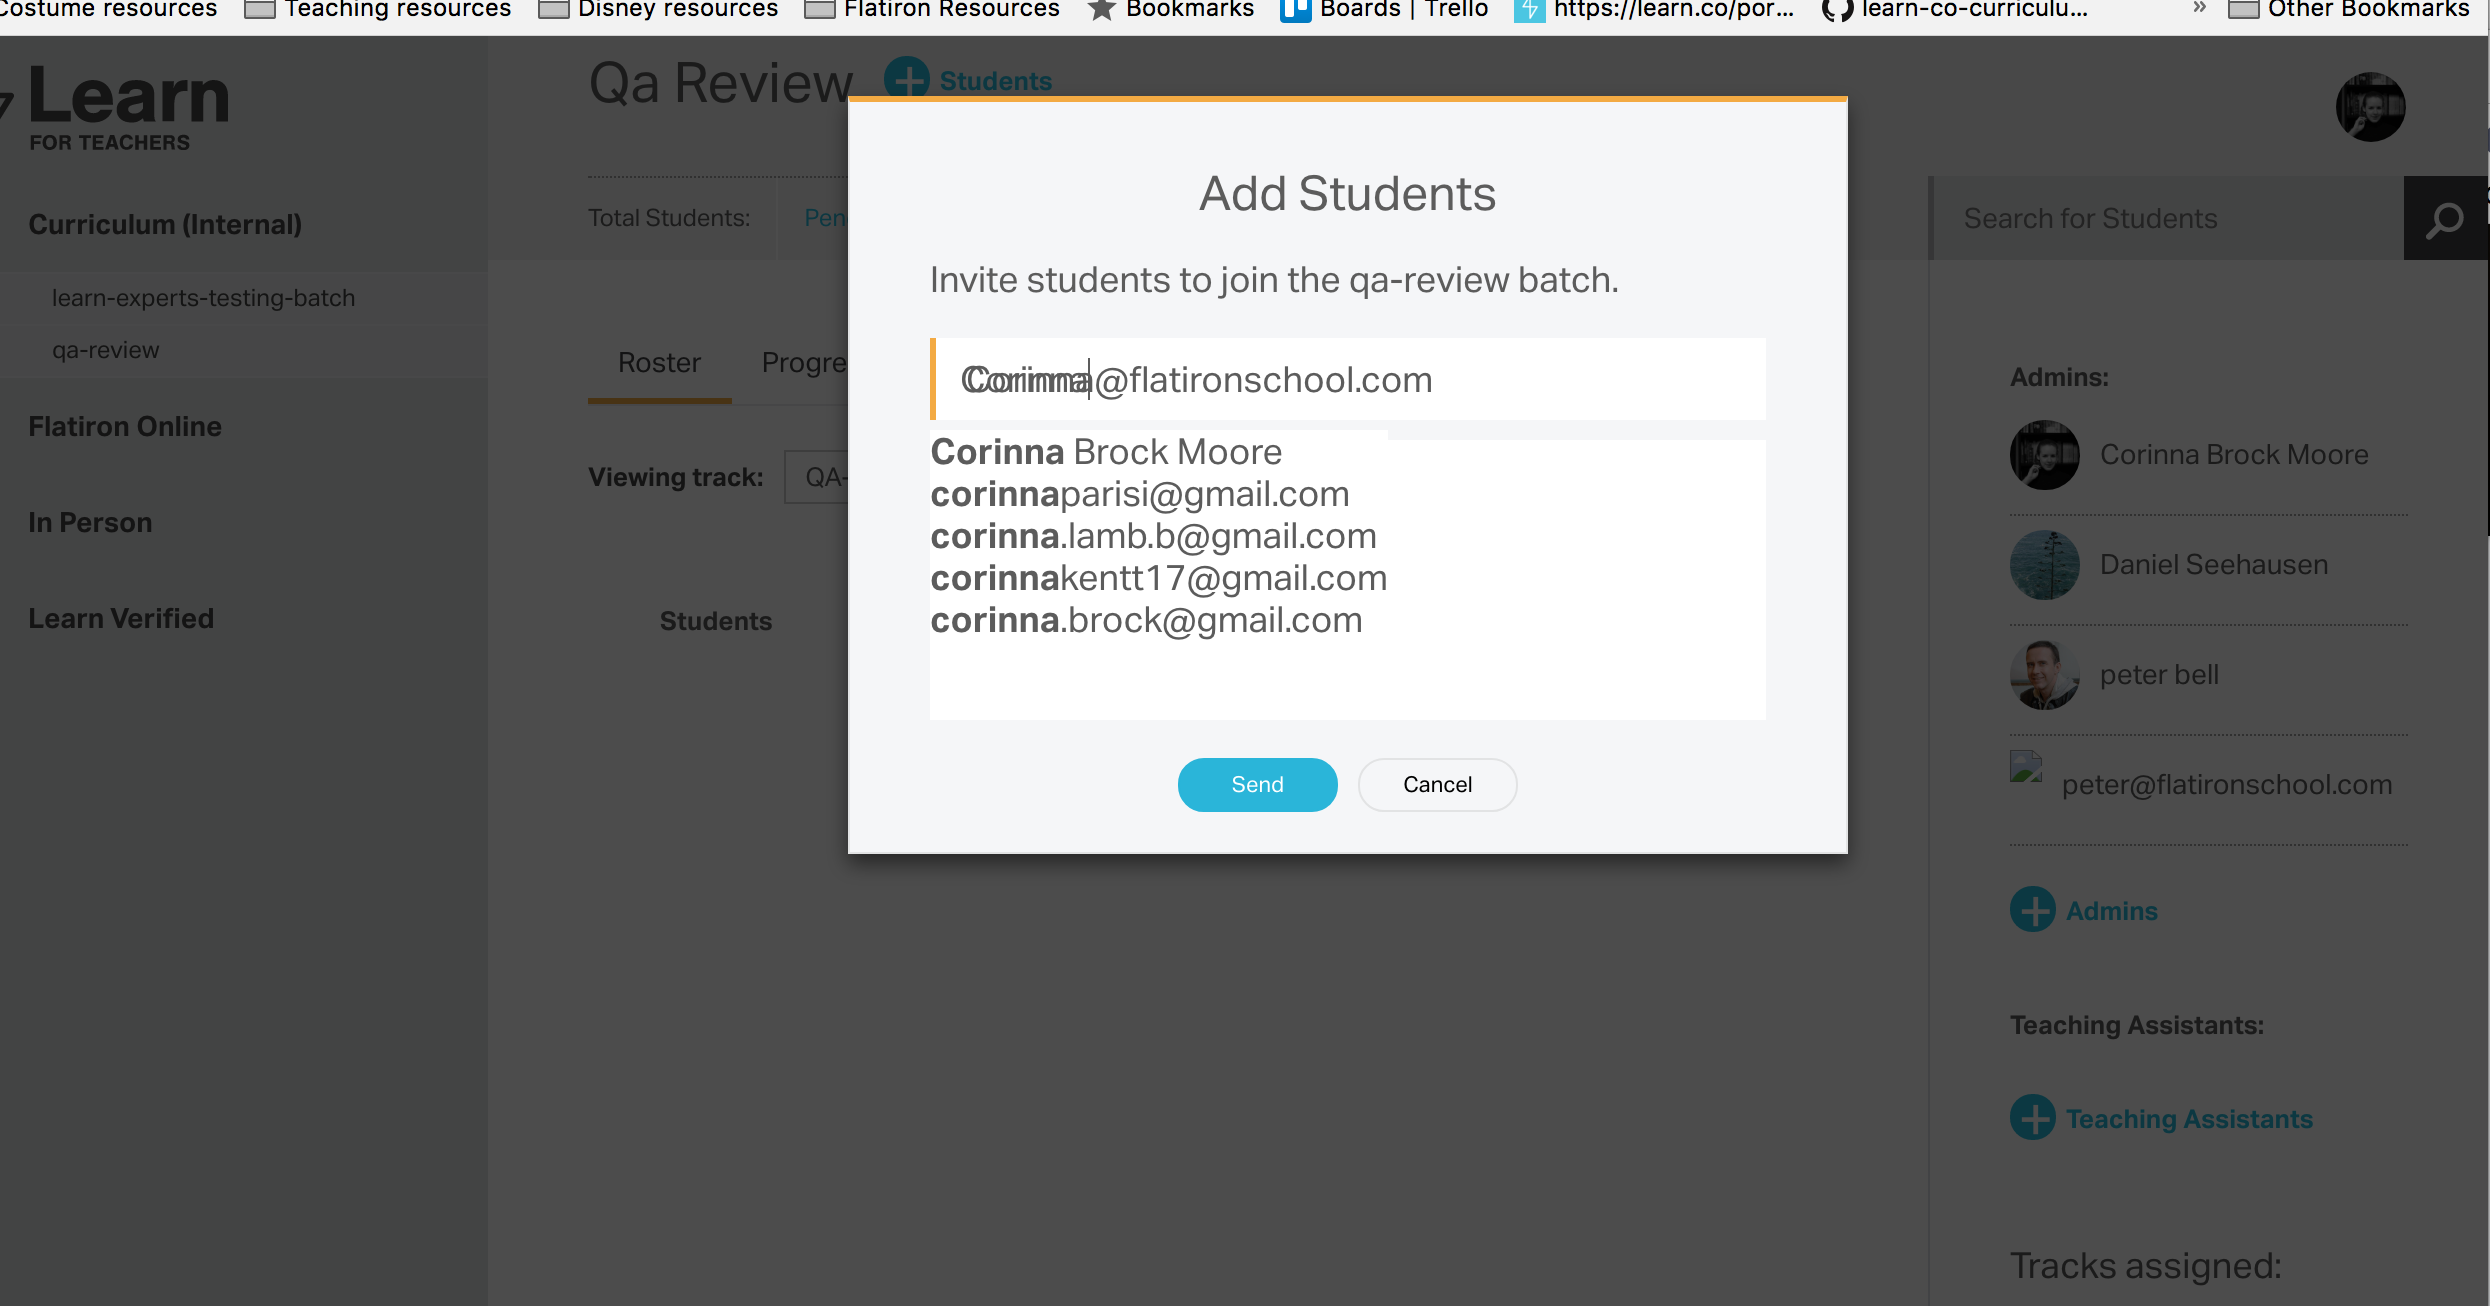 Costume resources
Teaching resources
Disney resources
Flatiron Resources
Bookmarks
Boards | Trello
https://learn.co/por...
learn-co-curriculu...
»
Other Bookmarks
Learn
FOR TEACHERS
Curriculum (Internal)
learn-experts-testing-batch
qa-review
Flatiron Online
In Person
Learn Verified
Qa Review
Students
Total Students:
Pen
Roster
Progre
Viewing track:
QA-
Students
Add Students
Invite students to join the qa-review batch.
Corinna@flatironschool.com
Corinna Brock Moore
corinnaparisi@gmail.com
corinna.lamb.b@gmail.com
corinnakentt17@gmail.com
corinna.brock@gmail.com
Send
Cancel
Search for Students
Admins:
Corinna Brock Moore
Daniel Seehausen
peter bell
peter@flatironschool.com
Admins
Teaching Assistants:
Teaching Assistants
Tracks assigned: